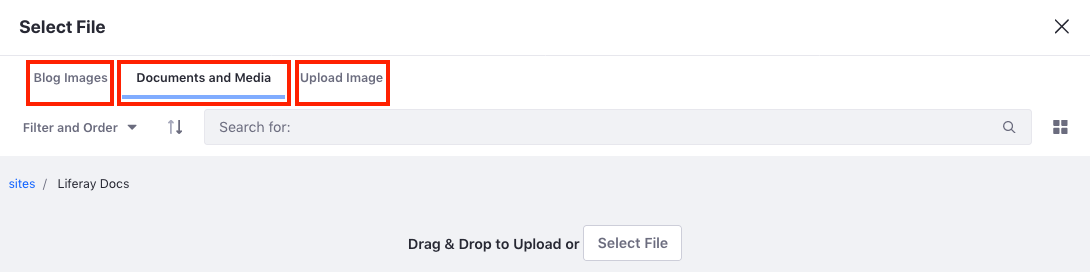 Select File
Blog Images Documents and Media Upload Image
Filter and Order Search for:
sites / Liferay Docs
Drag & Drop to Upload or Select File